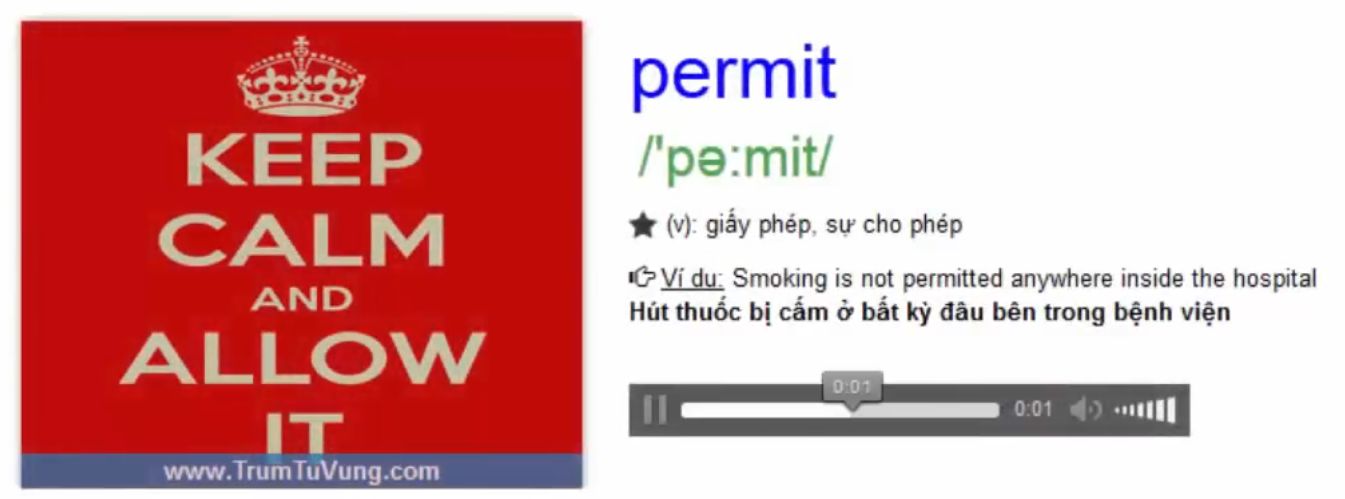 KEEP
CALM
AND
ALLOW
IT
www.TrumTuVung.com
permit
/'pə:mit/
★ (v): giấy phép, sự cho phép
Ví du: Smoking is not permitted anywhere inside the hospital
Hút thuốc bị cấm ở bất kỳ đâu bên trong bệnh viện
0:01
0:01